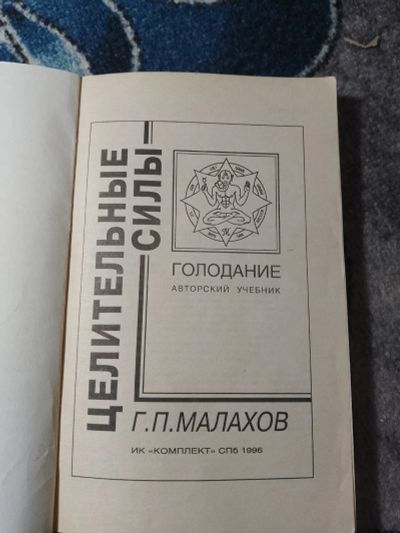 ЦЕЛИТЕЛЬНЫЕ
СИЛЫ
ГОЛОДАНИЕ
АВТОРСКИЙ УЧЕБНИК
Г.П.МАЛАХОВ
ИК «КОМПЛЕКТ» СПб 1996